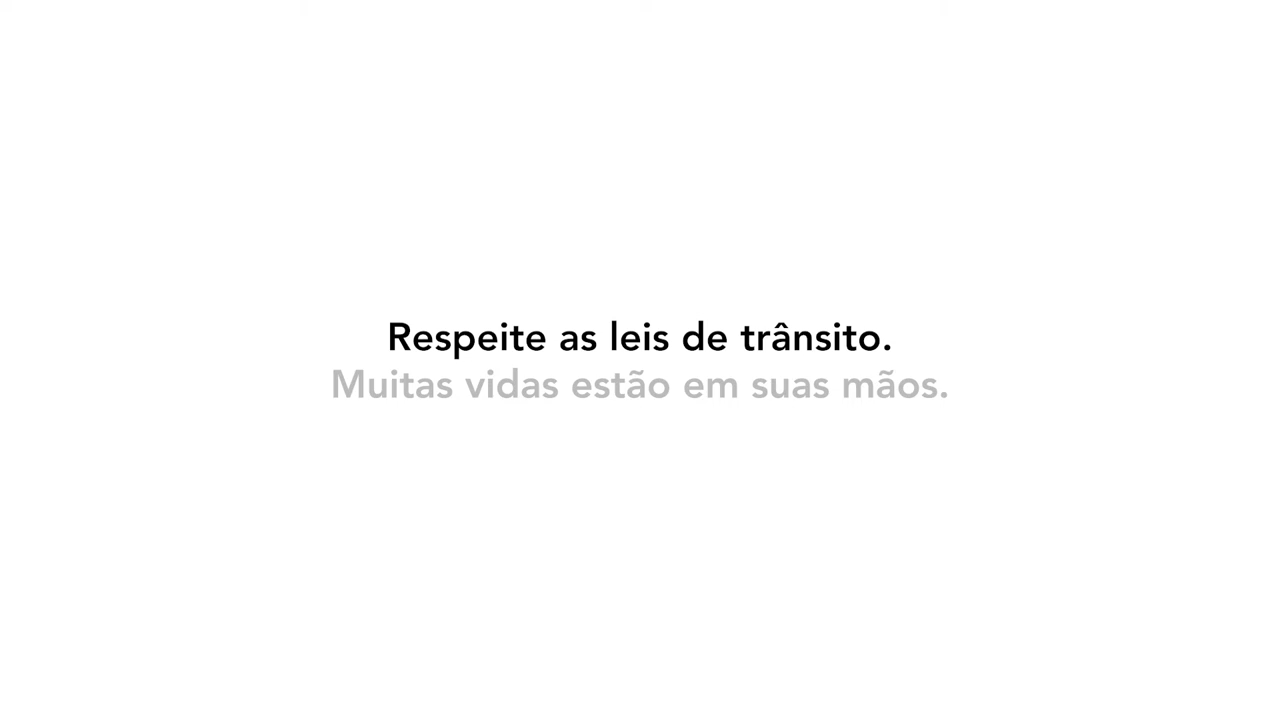 Respeite as leis de trânsito.
Muitas vidas estão em suas mãos.